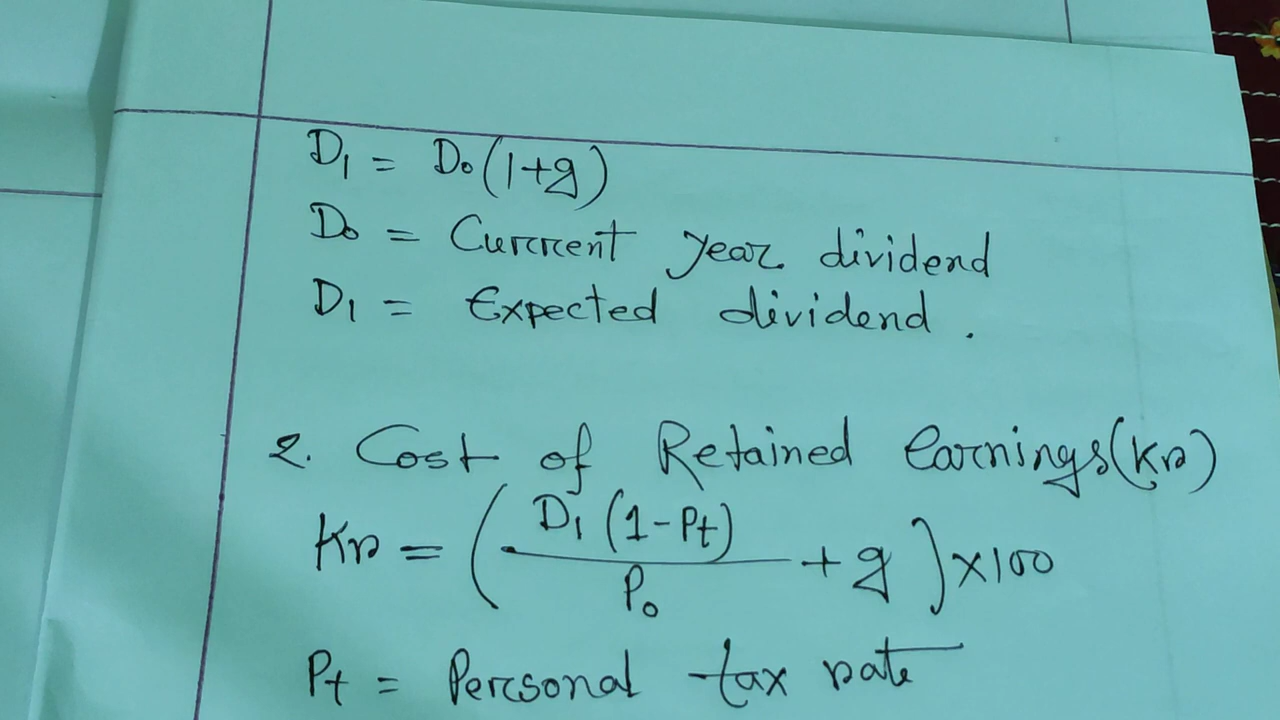 D₁ = D₀(1+g)
D₀ = Current year dividend
D₁ = Expected dividend.
2. Cost of Retained earnings(Kr)
Kr = (D₁(1-Pt)/P₀ + g)×100
Pt = Personal tax rate